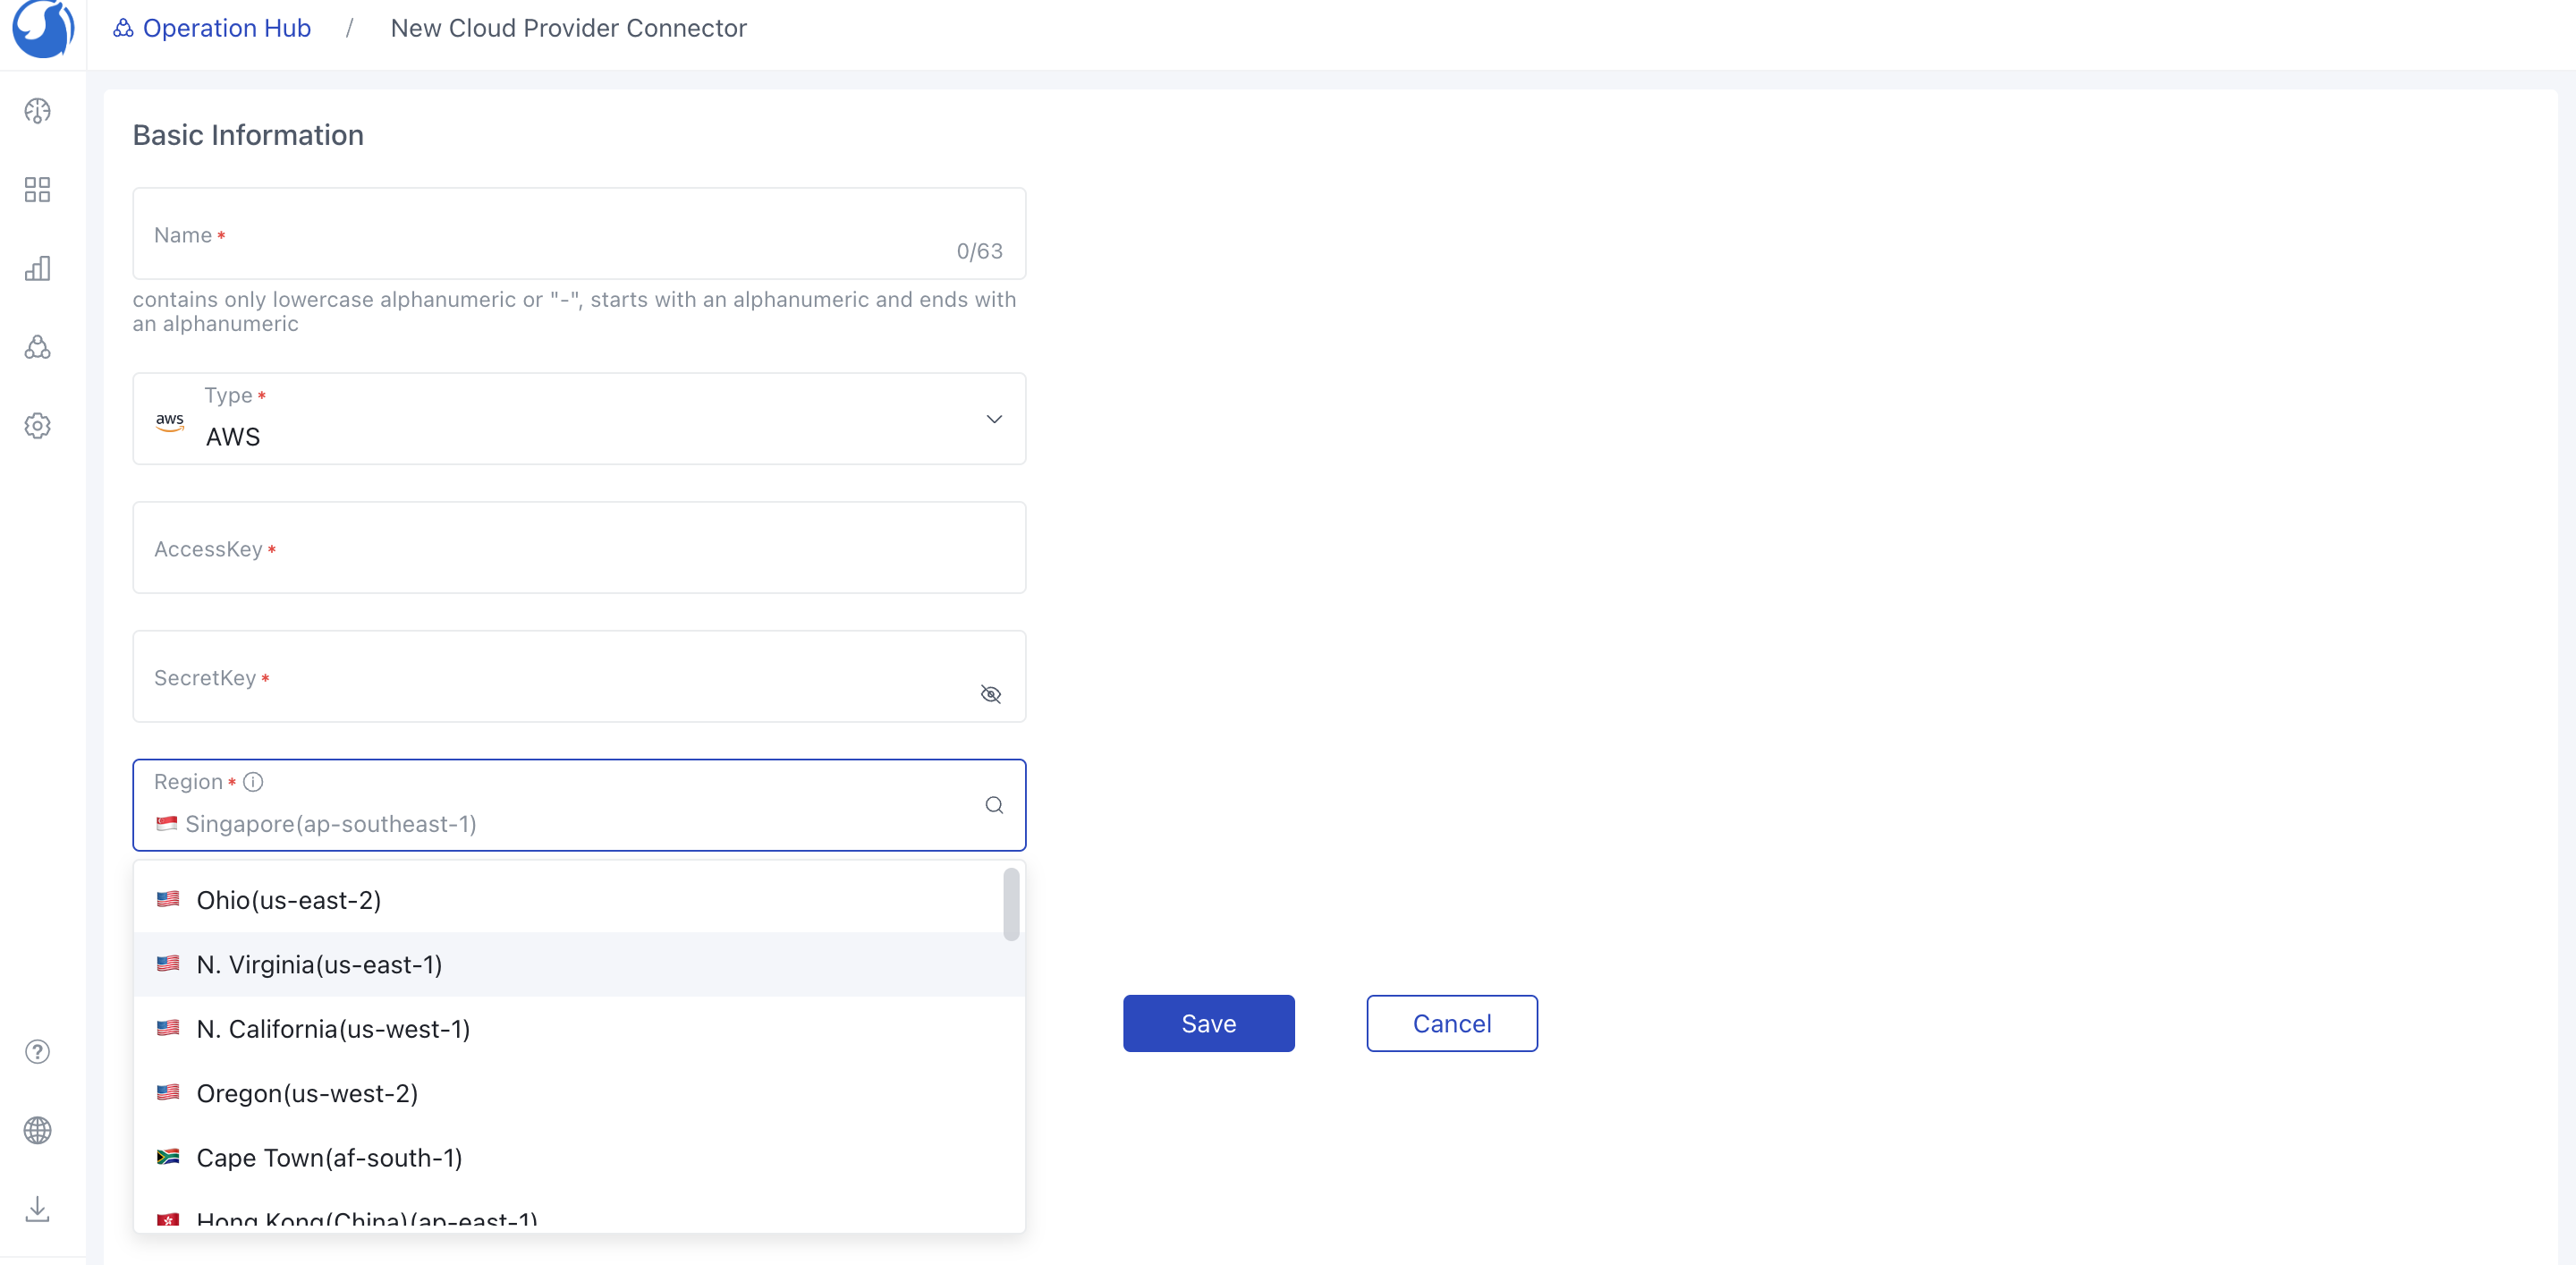 Operation Hub / New Cloud Provider Connector
Basic Information
Name *
0/63
contains only lowercase alphanumeric or "-", starts with an alphanumeric and ends with
an alphanumeric
Type *
aws
AWS
AccessKey *
SecretKey *
Region *
Singapore(ap-southeast-1)
Ohio(us-east-2)
N. Virginia(us-east-1)
N. California(us-west-1)
Oregon(us-west-2)
Cape Town(af-south-1)
Hong Kong(China)(ap-east-1)
Save
Cancel